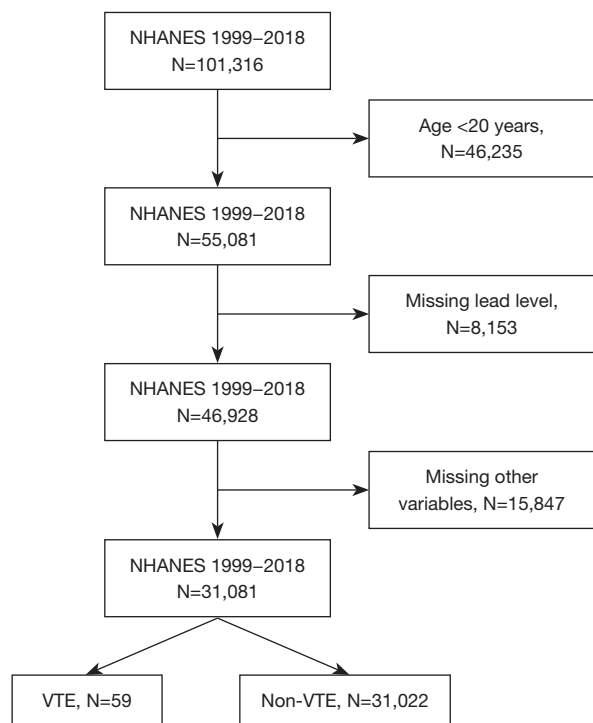 NHANES 1999–2018
N=101,316
Age <20 years,
N=46,235
NHANES 1999–2018
N=55,081
Missing lead level,
N=8,153
NHANES 1999–2018
N=46,928
Missing other
variables, N=15,847
NHANES 1999–2018
N=31,081
VTE, N=59
Non-VTE, N=31,022